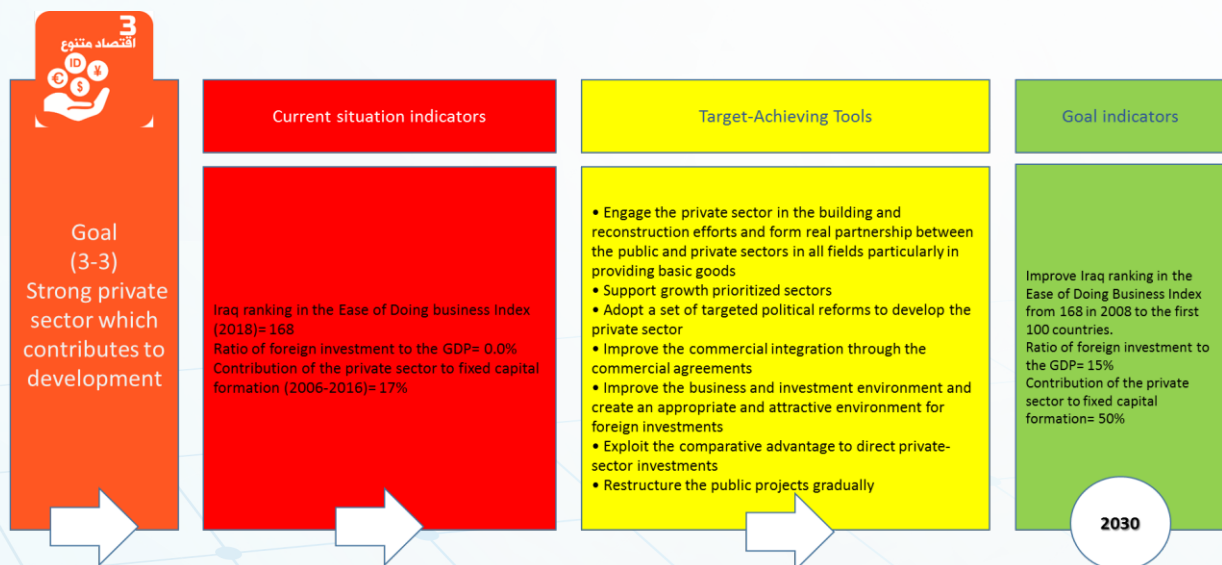 3
اقتصاد متنوع
ID
€
¥
$
Goal
(3-3)
Strong private
sector which
contributes to
development
Current situation indicators
Iraq ranking in the Ease of Doing business Index
(2018)= 168
Ratio of foreign investment to the GDP= 0.0%
Contribution of the private sector to fixed capital
formation (2006-2016)= 17%
Target-Achieving Tools
• Engage the private sector in the building and
reconstruction efforts and form real partnership between
the public and private sectors in all fields particularly in
providing basic goods
• Support growth prioritized sectors
• Adopt a set of targeted political reforms to develop the
private sector
• Improve the commercial integration through the
commercial agreements
• Improve the business and investment environment and
create an appropriate and attractive environment for
foreign investments
• Exploit the comparative advantage to direct private-
sector investments
• Restructure the public projects gradually
Goal indicators
Improve Iraq ranking in the
Ease of Doing Business Index
from 168 in 2008 to the first
100 countries.
Ratio of foreign investment to
the GDP= 15%
Contribution of the private
sector to fixed capital
formation= 50%
2030